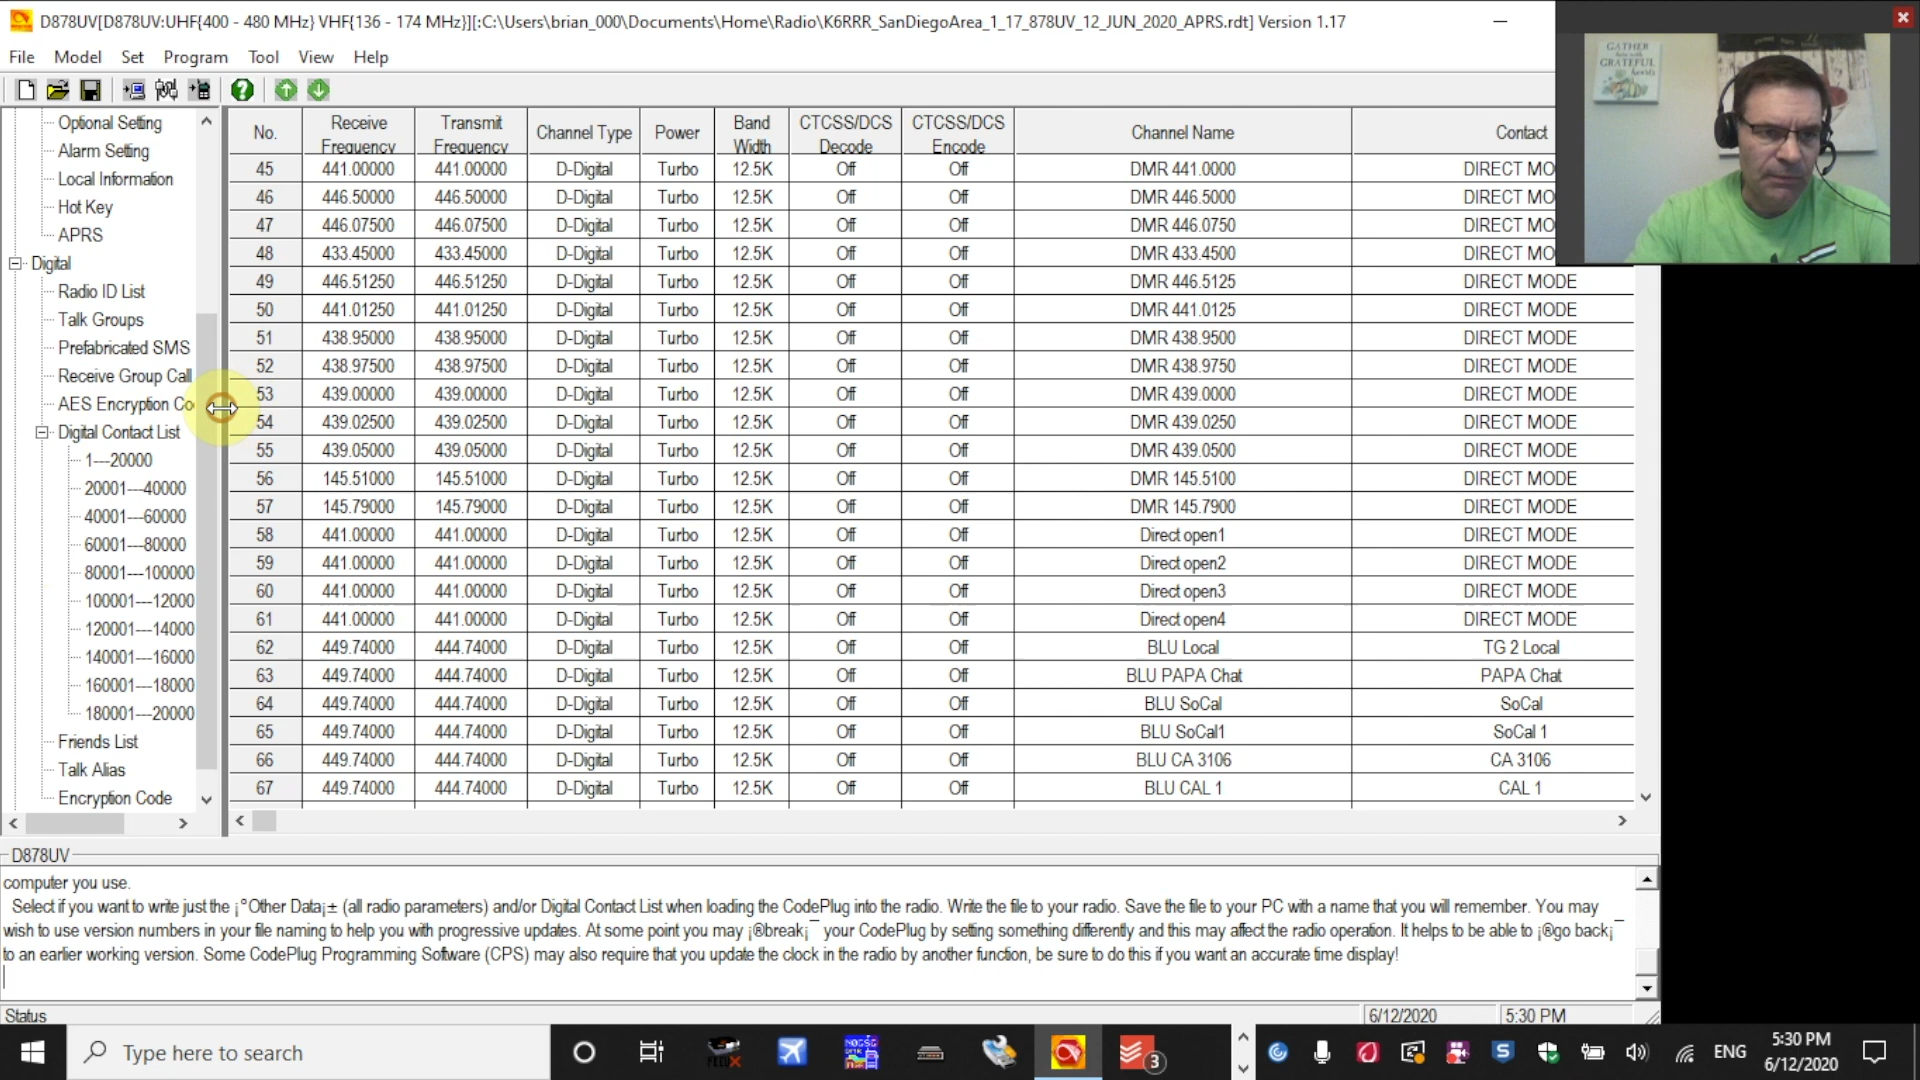 D878UV[D878UV:UHF{400 - 480 MHz} VHF{136 - 174 MHz}][:C:\Users\brian_000\Documents\Home\Radio\K6RRR_SanDiegoArea_1_17_878UV_12_JUN_2020_APRS.rdt] Version 1.17
File Model Set Program Tool View Help
GATHER
GRATEFUL
hearts
Optional Setting
Alarm Setting
Local Information
Hot Key
APRS
Digital
Radio ID List
Talk Groups
Prefabricated SMS
Receive Group Call
AES Encryption Co
Digital Contact List
1---20000
20001---40000
40001---60000
60001---80000
80001---100000
100001---12000
120001---14000
140001---16000
160001---18000
180001---20000
Friends List
Talk Alias
Encryption Code
No. Receive Frequency Transmit Frequency Channel Type Power Band Width CTCSS/DCS Decode CTCSS/DCS Encode Channel Name Contact
45 441.00000 441.00000 D-Digital Turbo 12.5K Off Off DMR 441.0000 DIRECT MO
46 446.50000 446.50000 D-Digital Turbo 12.5K Off Off DMR 446.5000 DIRECT MO
47 446.07500 446.07500 D-Digital Turbo 12.5K Off Off DMR 446.0750 DIRECT MO
48 433.45000 433.45000 D-Digital Turbo 12.5K Off Off DMR 433.4500 DIRECT MO
49 446.51250 446.51250 D-Digital Turbo 12.5K Off Off DMR 446.5125 DIRECT MODE
50 441.01250 441.01250 D-Digital Turbo 12.5K Off Off DMR 441.0125 DIRECT MODE
51 438.95000 438.95000 D-Digital Turbo 12.5K Off Off DMR 438.9500 DIRECT MODE
52 438.97500 438.97500 D-Digital Turbo 12.5K Off Off DMR 438.9750 DIRECT MODE
53 439.00000 439.00000 D-Digital Turbo 12.5K Off Off DMR 439.0000 DIRECT MODE
54 439.02500 439.02500 D-Digital Turbo 12.5K Off Off DMR 439.0250 DIRECT MODE
55 439.05000 439.05000 D-Digital Turbo 12.5K Off Off DMR 439.0500 DIRECT MODE
56 145.51000 145.51000 D-Digital Turbo 12.5K Off Off DMR 145.5100 DIRECT MODE
57 145.79000 145.79000 D-Digital Turbo 12.5K Off Off DMR 145.7900 DIRECT MODE
58 441.00000 441.00000 D-Digital Turbo 12.5K Off Off Direct open1 DIRECT MODE
59 441.00000 441.00000 D-Digital Turbo 12.5K Off Off Direct open2 DIRECT MODE
60 441.00000 441.00000 D-Digital Turbo 12.5K Off Off Direct open3 DIRECT MODE
61 441.00000 441.00000 D-Digital Turbo 12.5K Off Off Direct open4 DIRECT MODE
62 449.74000 444.74000 D-Digital Turbo 12.5K Off Off BLU Local TG 2 Local
63 449.74000 444.74000 D-Digital Turbo 12.5K Off Off BLU PAPA Chat PAPA Chat
64 449.74000 444.74000 D-Digital Turbo 12.5K Off Off BLU SoCal SoCal
65 449.74000 444.74000 D-Digital Turbo 12.5K Off Off BLU SoCal1 SoCal 1
66 449.74000 444.74000 D-Digital Turbo 12.5K Off Off BLU CA 3106 CA 3106
67 449.74000 444.74000 D-Digital Turbo 12.5K Off Off BLU CAL 1 CAL 1
D878UV
computer you use.
Select if you want to write just the ¡°Other Data¡± (all radio parameters) and/or Digital Contact List when loading the CodePlug into the radio. Write the file to your radio. Save the file to your PC with a name that you will remember. You may
wish to use version numbers in your file naming to help you with progressive updates. At some point you may ¡®break¡¯ your CodePlug by setting something differently and this may affect the radio operation. It helps to be able to ¡®go back¡¯
to an earlier working version. Some CodePlug Programming Software (CPS) may also require that you update the clock in the radio by another function, be sure to do this if you want an accurate time display!
Status 6/12/2020 5:30 PM
Type here to search 3 ENG 5:30 PM
6/12/2020